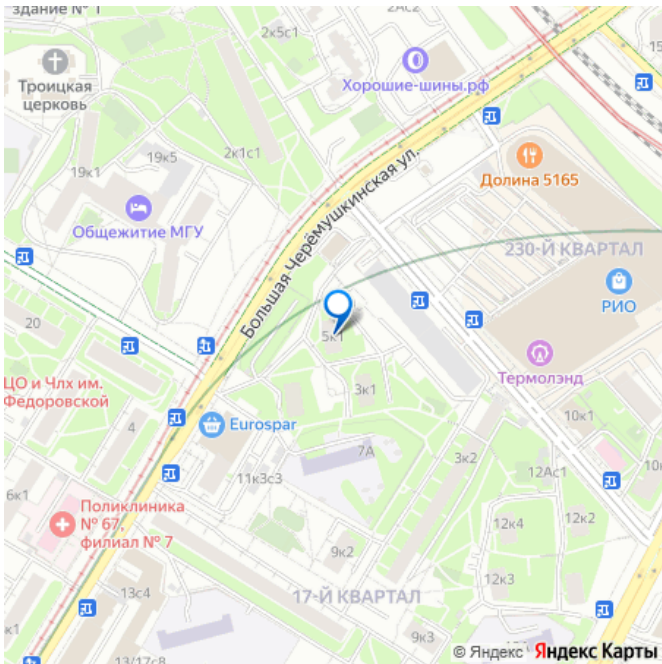 здание № 1
2к5с1
2Ас2
Троицкая
церковь
Хорошие-шины.рф
19к5
2к1с1
19к1
Долина 5165
Общежитие МГУ
Большая Черёмушкинская ул.
230-Й КВАРТАЛ
РИО
20
5к1
Термолэнд
ЦО и Члх им.
Федоровской
3к1
4
Eurospar
10к1
7А
3к2
11к3с3
12Ас1
6к1
Поликлиника
№ 67,
филиал № 7
12к4
12к2
9к2
12к3
13с4
17-Й КВАРТАЛ
к1
9к3
13/17с8
© Яндекс Яндекс Карты